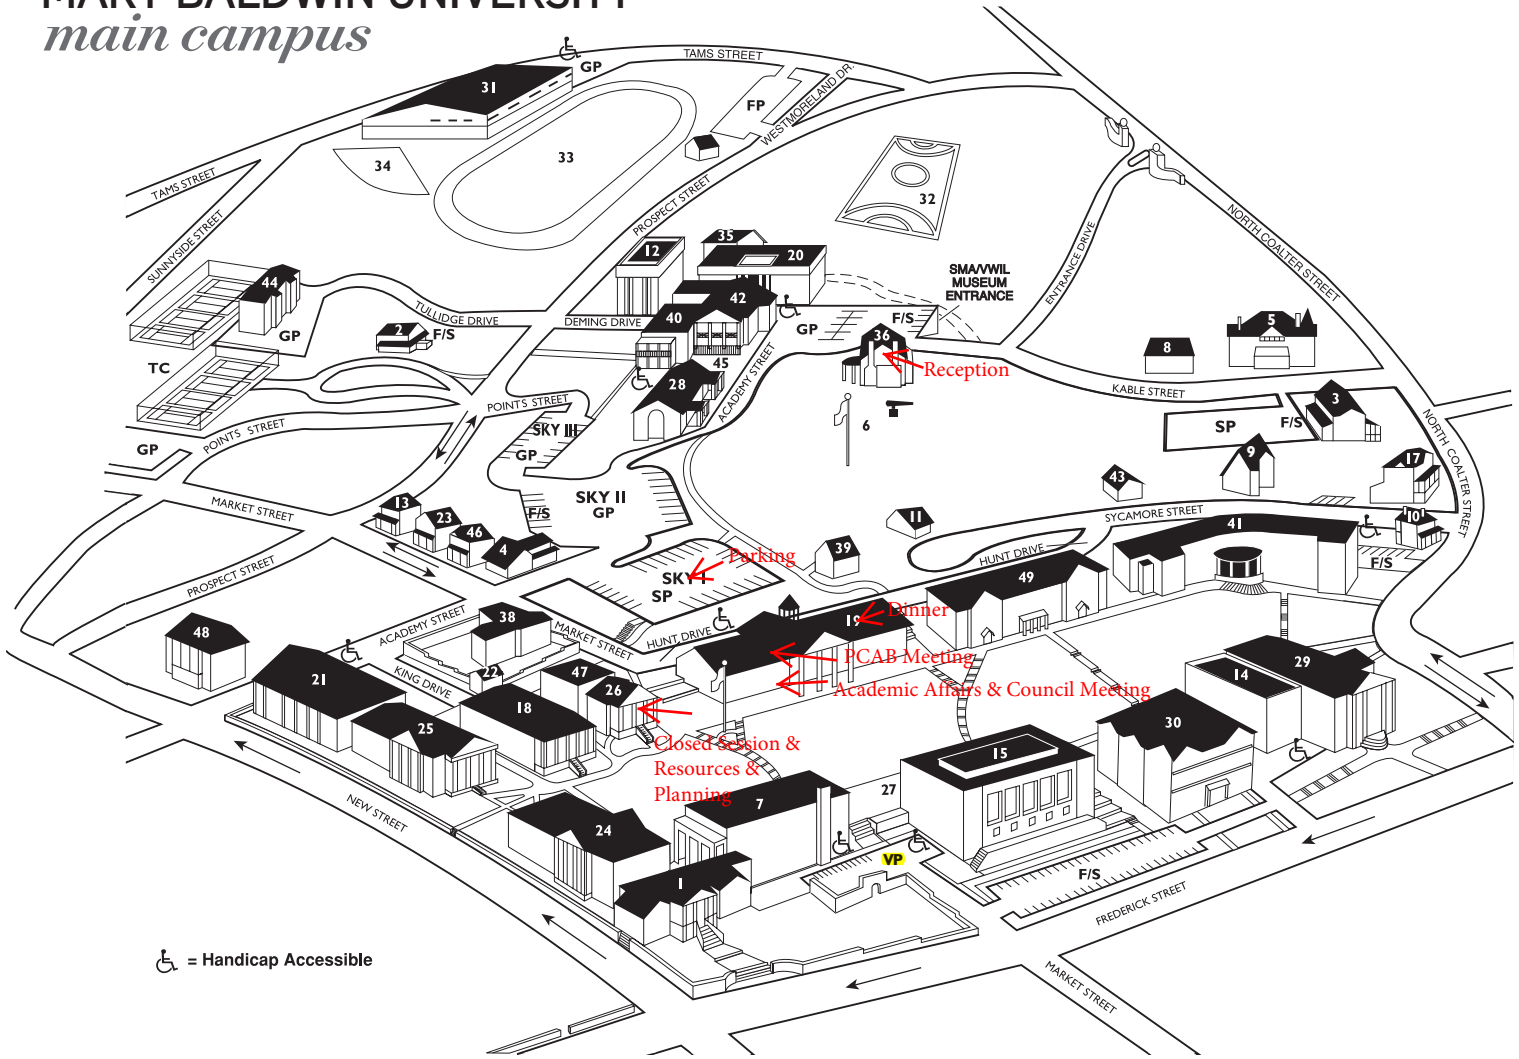 MARY BALDWIN UNIVERSITY
main campus
TAMS STREET
GP
31
FP
WESTMORELAND DR.
33
34
TAMS STREET
SUNNYSIDE STREET
PROSPECT STREET
32
NORTH COALTER STREET
ENTRANCE DRIVE
35
12
20
SMA/VWIL
MUSEUM
ENTRANCE
44
42
TULLIDGE DRIVE
DEMING DRIVE
40
GP
F/S
2
F/S
GP
36
5
8
TC
45
Reception
28
ACADEMY STREET
KABLE STREET
3
POINTS STREET
6
SP
F/S
SKY III
GP
POINTS STREET
GP
NORTH COALTER STREET
9
17
43
SKY II
GP
MARKET STREET
13
23
F/S
46
4
11
SYCAMORE STREET
41
10
39
HUNT DRIVE
F/S
Parking
SKY I
SP
49
PROSPECT STREET
ACADEMY STREET
38
MARKET STREET
HUNT DRIVE
19
Dinner
48
PCAB Meeting
29
21
22
47
KING DRIVE
26
Academic Affairs & Council Meeting
14
18
25
30
Closed Session &
Resources &
Planning
15
27
7
NEW STREET
24
VP
1
F/S
FREDERICK STREET
= Handicap Accessible
MARKET STREET